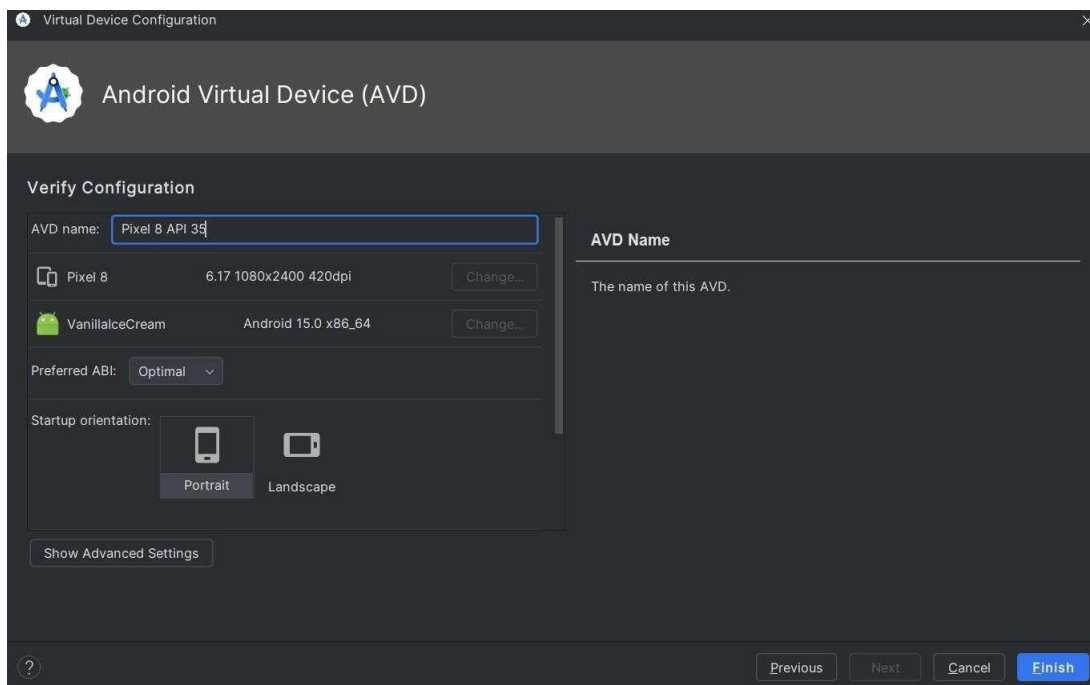 Virtual Device Configuration
Android Virtual Device (AVD)
Verify Configuration
AVD name: Pixel 8 API 35
Pixel 8 6.17 1080x2400 420dpi Change...
VanillaIceCream Android 15.0 x86_64 Change...
Preferred ABI: Optimal
Startup orientation:
Portrait
Landscape
Show Advanced Settings
AVD Name
The name of this AVD.
?
Previous Next Cancel Finish